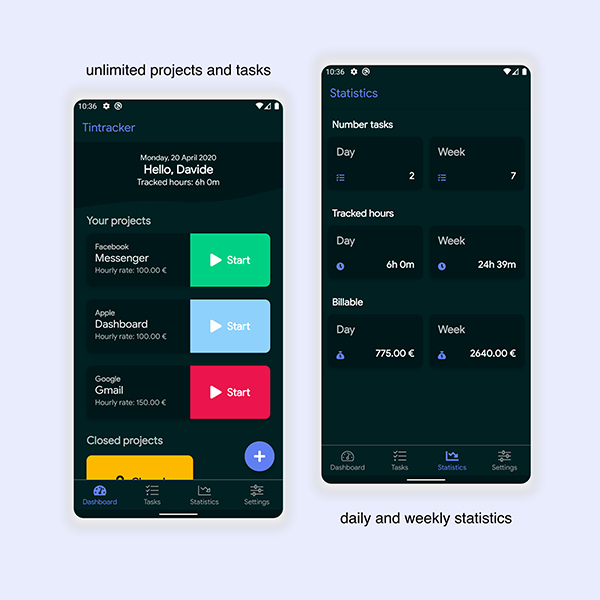 unlimited projects and tasks
10:36
Tintracker
Monday, 20 April 2020
Hello, Davide
Tracked hours: 6h 0m
Your projects
Facebook
Messenger
Hourly rate: 100.00 €
Start
Apple
Dashboard
Hourly rate: 100.00 €
Start
Google
Gmail
Hourly rate: 150.00 €
Start
Closed projects
Dashboard
Tasks
Statistics
Settings
10:36
Statistics
Number tasks
Day
2
Week
7
Tracked hours
Day
6h 0m
Week
24h 39m
Billable
Day
775.00 €
Week
2640.00 €
Dashboard
Tasks
Statistics
Settings
daily and weekly statistics